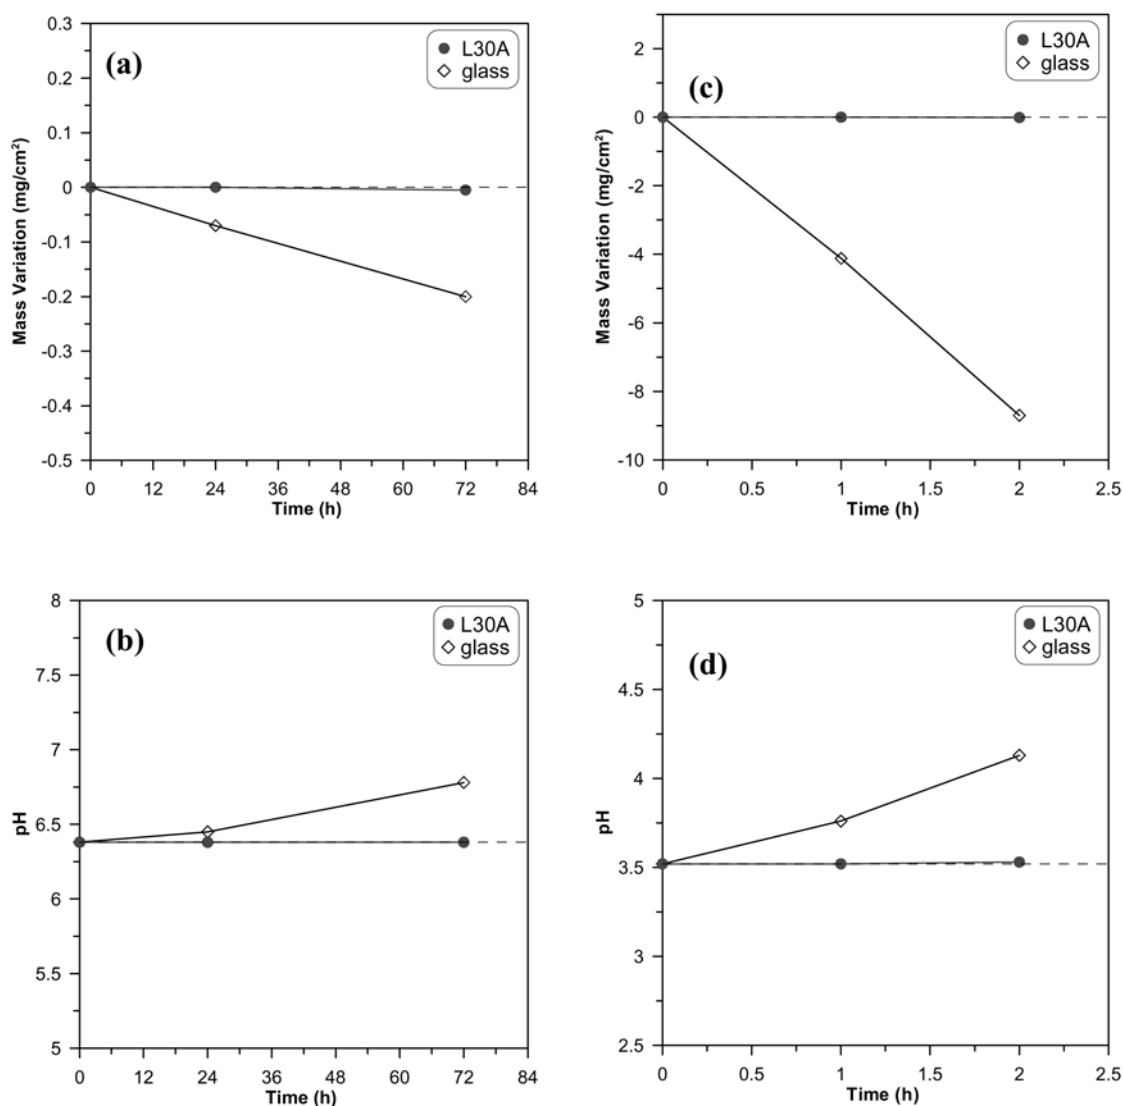 (a)
L30A
glass
Mass Variation (mg/cm²)
0.3
0.2
0.1
0
-0.1
-0.2
-0.3
-0.4
-0.5
0 12 24 36 48 60 72 84
Time (h)
(c)
L30A
glass
Mass Variation (mg/cm²)
2
0
-2
-4
-6
-8
-10
0 0.5 1 1.5 2 2.5
Time (h)
(b)
L30A
glass
pH
8
7.5
7
6.5
6
5.5
5
0 12 24 36 48 60 72 84
Time (h)
(d)
L30A
glass
pH
5
4.5
4
3.5
3
2.5
0 0.5 1 1.5 2 2.5
Time (h)